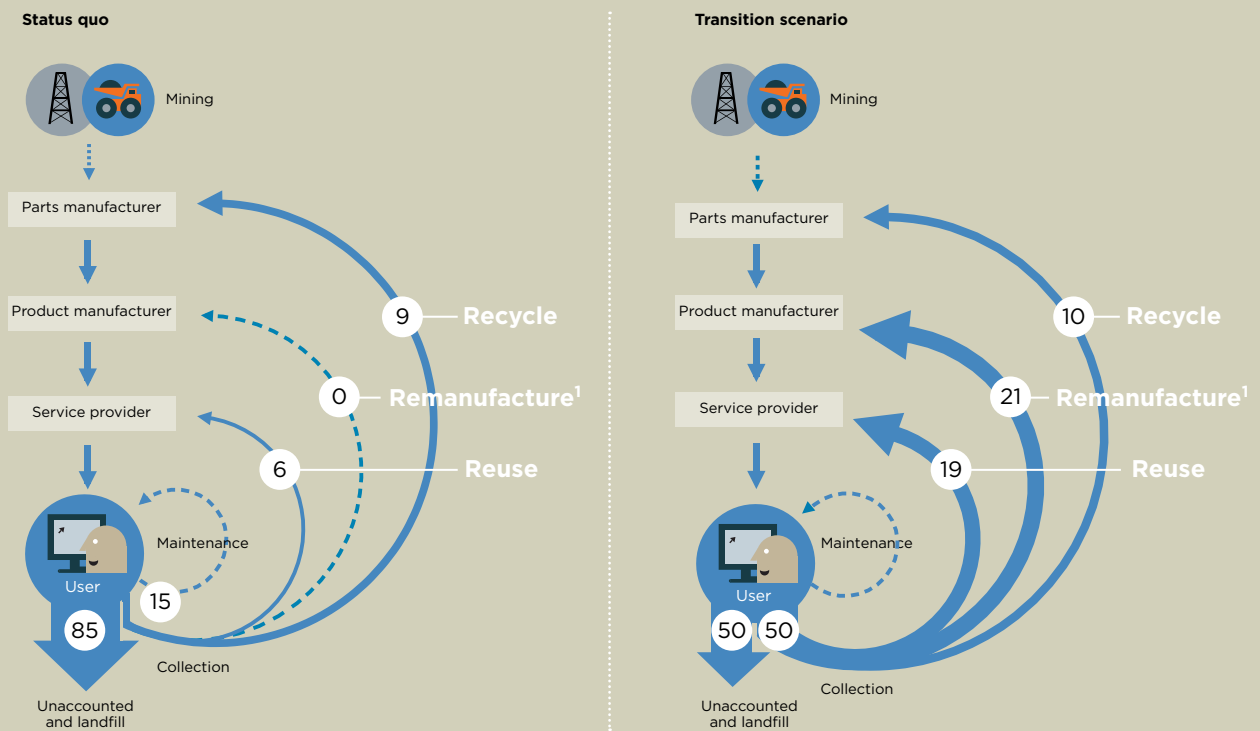 Status quo
Mining
Parts manufacturer
Product manufacturer
9
Recycle
0
Remanufacture¹
Service provider
6
Reuse
Maintenance
User
15
85
Collection
Unaccounted
and landfill
Transition scenario
Mining
Parts manufacturer
Product manufacturer
10
Recycle
21
Remanufacture¹
Service provider
19
Reuse
Maintenance
User
50
50
Collection
Unaccounted
and landfill